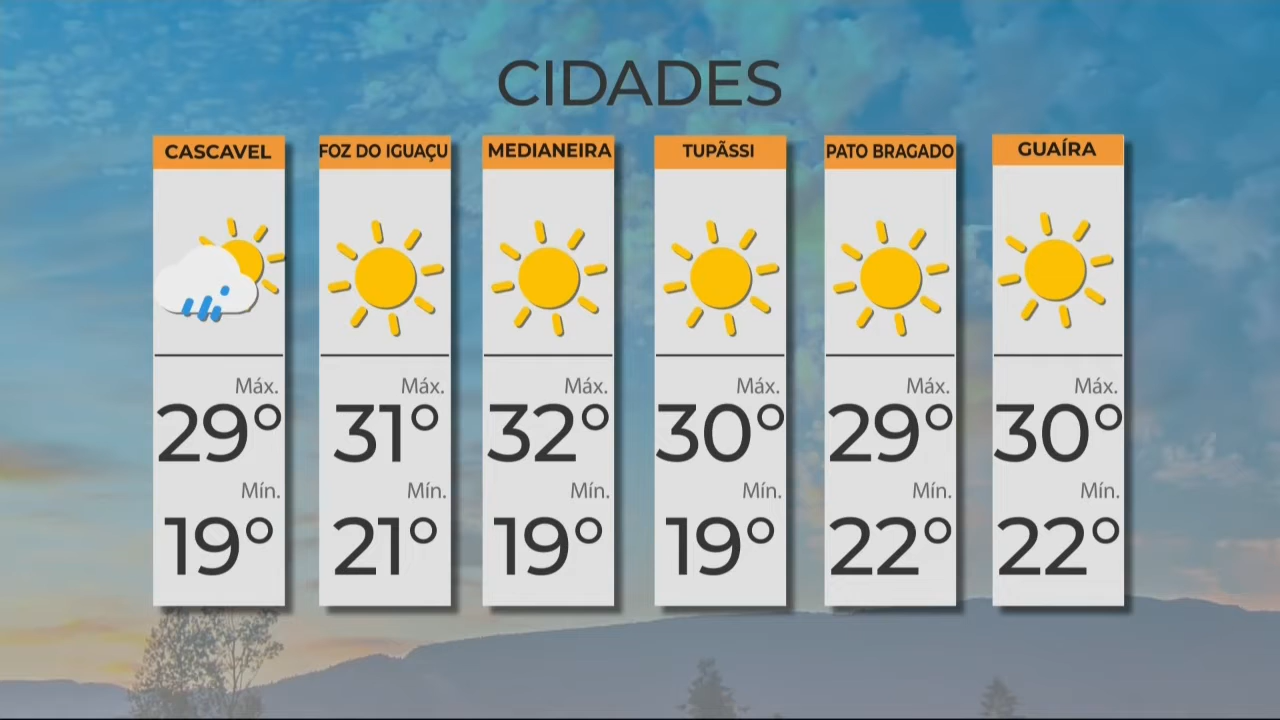 CIDADES
CASCAVEL
Máx.
29°
Mín.
19°
FOZ DO IGUAÇU
Máx.
31°
Mín.
21°
MEDIANEIRA
Máx.
32°
Mín.
19°
TUPÃSSI
Máx.
30°
Mín.
19°
PATO BRAGADO
Máx.
29°
Mín.
22°
GUAÍRA
Máx.
30°
Mín.
22°